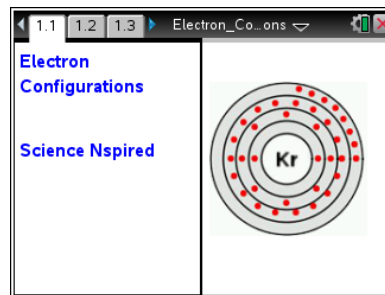 1.1 1.2 1.3 Electron_Co…ons
Electron
Configurations
Science Nspired
Kr